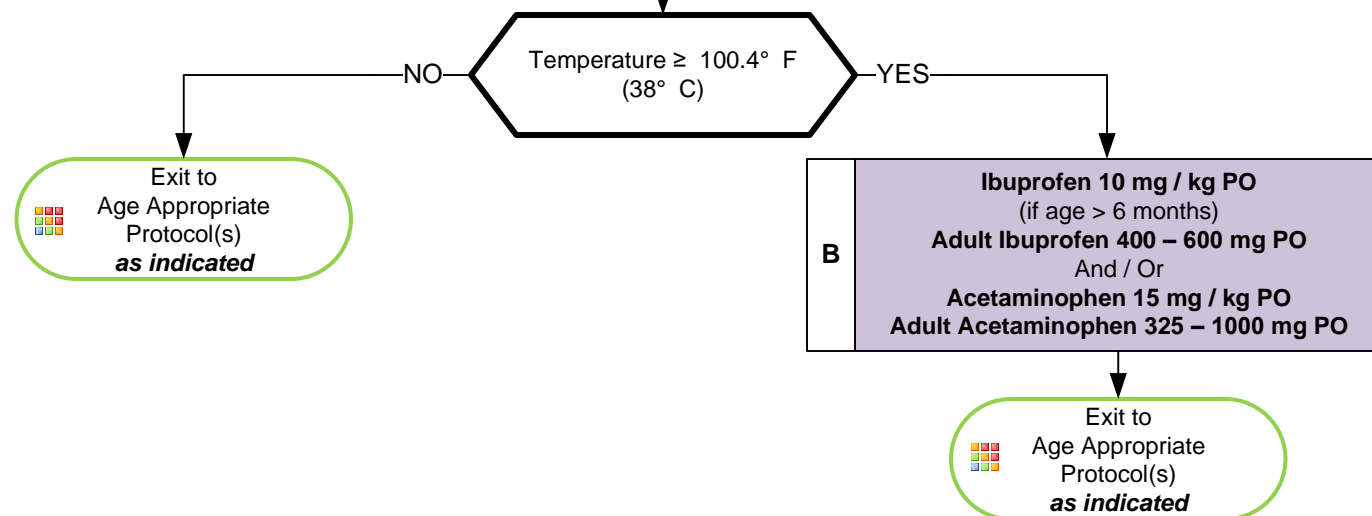 Temperature ≥ 100.4° F
(38° C)
NO
YES
Exit to
Age Appropriate
Protocol(s)
as indicated
B
Ibuprofen 10 mg / kg PO
(if age > 6 months)
Adult Ibuprofen 400 – 600 mg PO
And / Or
Acetaminophen 15 mg / kg PO
Adult Acetaminophen 325 – 1000 mg PO
Exit to
Age Appropriate
Protocol(s)
as indicated